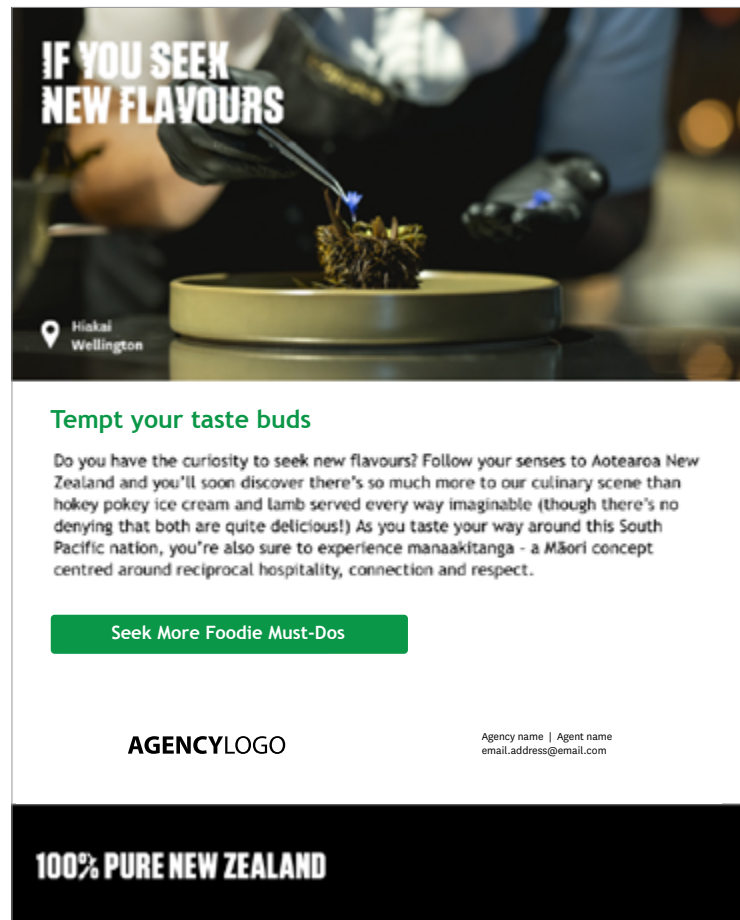 IF YOU SEEK
NEW FLAVOURS
Hiakai
Wellington
Tempt your taste buds
Do you have the curiosity to seek new flavours? Follow your senses to Aotearoa New
Zealand and you’ll soon discover there’s so much more to our culinary scene than
hokey pokey ice cream and lamb served every way imaginable (though there’s no
denying that both are quite delicious!) As you taste your way around this South
Pacific nation, you’re also sure to experience manaakitanga - a Māori concept
centred around reciprocal hospitality, connection and respect.
Seek More Foodie Must-Dos
AGENCYLOGO
Agency name | Agent name
email.address@email.com
100% PURE NEW ZEALAND